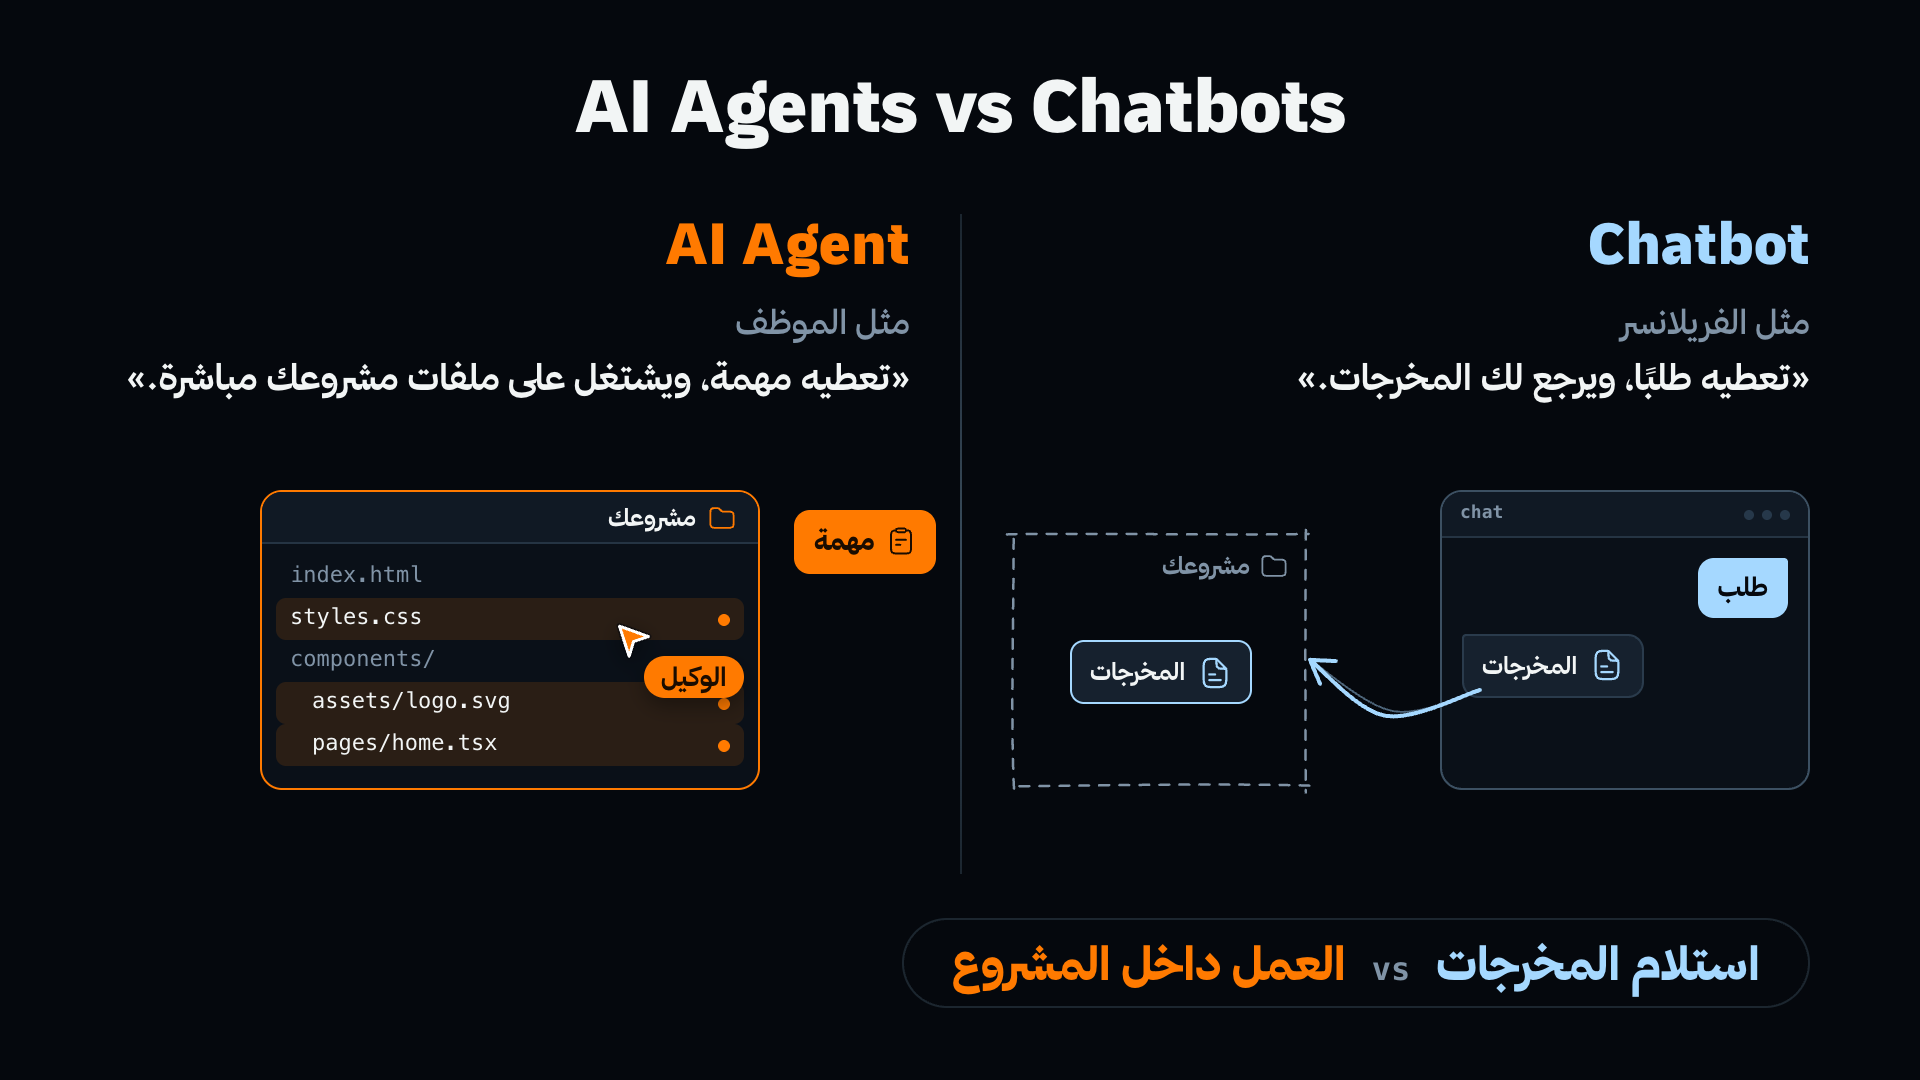 AI Agents vs Chatbots
Chatbot
مثل الفريلانسر
«تعطيه طلبًا، ويرجع لك المخرجات.»
chat
طلب
المخرجات
مشروعك
المخرجات
AI Agent
مثل الموظف
«تعطيه مهمة، ويشتغل على ملفات مشروعك مباشرة.»
مهمة
مشروعك
index.html
styles.css
components/
الوكيل
assets/logo.svg
pages/home.tsx
استلام المخرجات vs العمل داخل المشروع